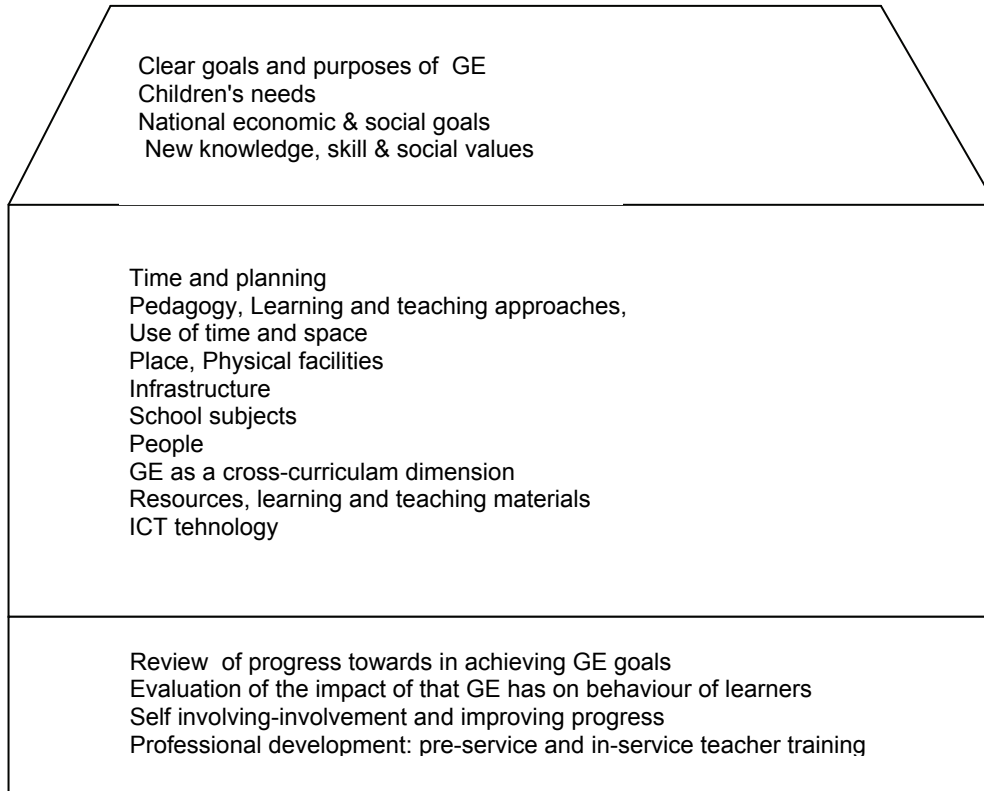 Clear goals and purposes of  GE
Children's needs
National economic & social goals
New knowledge, skill & social values
Time and planning
Pedagogy, Learning and teaching approaches,
Use of time and space
Place, Physical facilities
Infrastructure
School subjects
People
GE as a cross-curriculam dimension
Resources, learning and teaching materials
ICT tehnology
Review  of progress towards in achieving GE goals
Evaluation of the impact of that GE has on behaviour of learners
Self involving-involvement and improving progress
Professional development: pre-service and in-service teacher training